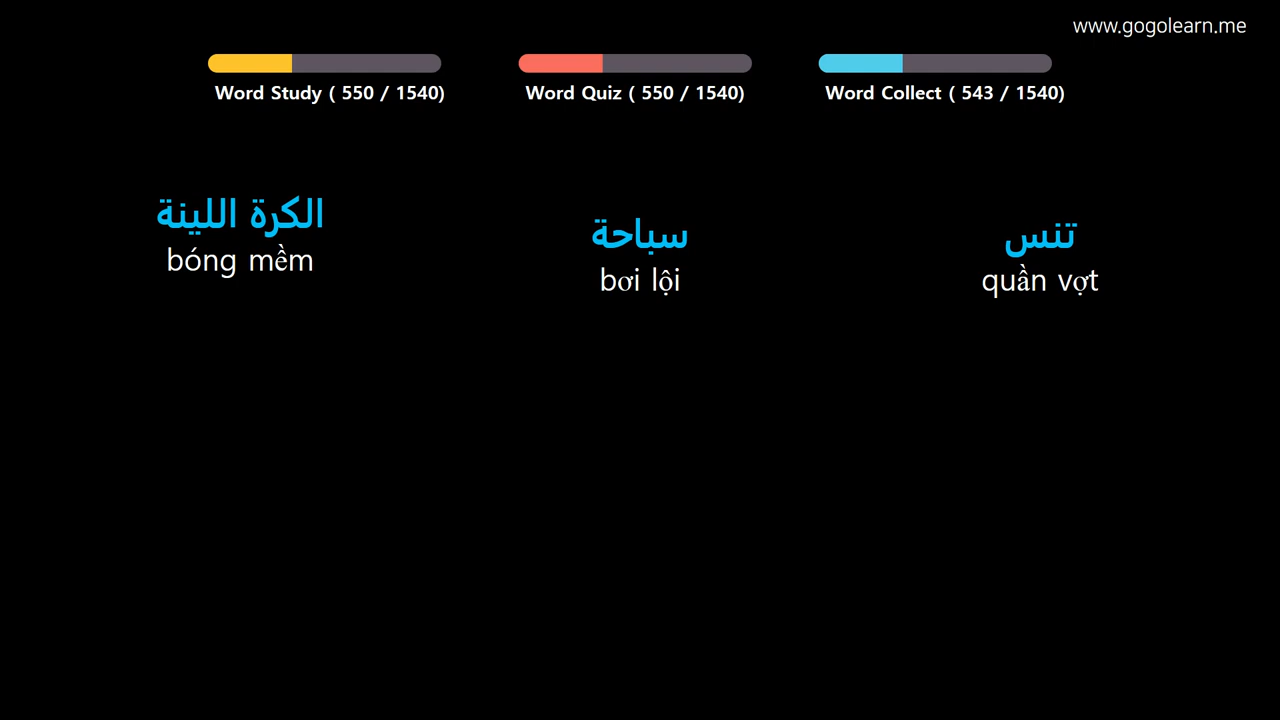 www.gogolearn.me
Word Study ( 550 / 1540)
Word Quiz ( 550 / 1540)
Word Collect ( 543 / 1540)
الكرة اللينة
bóng mềm
سباحة
bơi lội
تنس
quần vợt